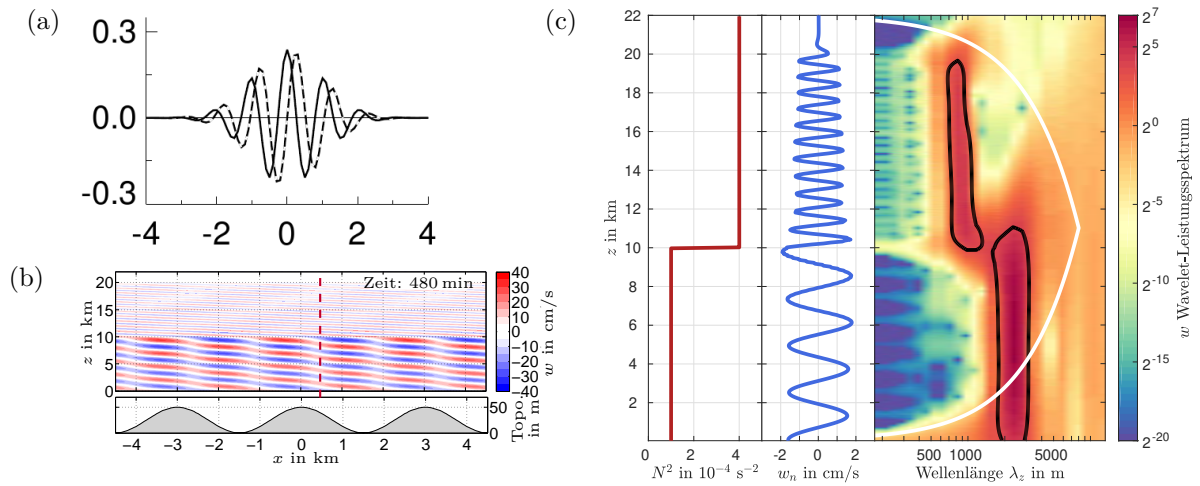 (a)
0.3
0.0
-0.3
-4 -2 0 2 4
(b)
Zeit: 480 min
20
15
10
5
0
z in km
40
30
20
10
0
−10
−20
−30
−40
w in cm/s
50
0
Topo. in m
−4 −3 −2 −1 0 1 2 3 4
x in km
(c)
22
20
18
16
14
12
10
8
6
4
2
z in km
0 2 4
N² in 10⁻⁴ s⁻²
-2 0 2
wₙ in cm/s
500 1000 5000
Wellenlänge λ_z in m
2⁷
2⁵
2⁰
2⁻⁵
2⁻¹⁰
2⁻¹⁵
2⁻²⁰
w Wavelet-Leistungsspektrum